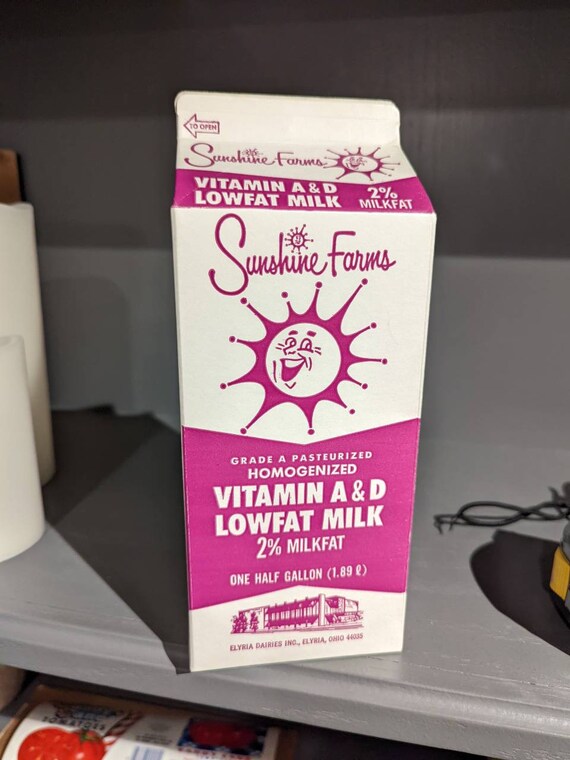 TO OPEN
Sunshine Farms
VITAMIN A & D
LOWFAT MILK
2%
MILKFAT
Sunshine Farms
GRADE A PASTEURIZED
HOMOGENIZED
VITAMIN A & D
LOWFAT MILK
2% MILKFAT
ONE HALF GALLON (1.89 ℓ)
ELYRIA DAIRIES INC., ELYRIA, OHIO 44035
TOMATOES